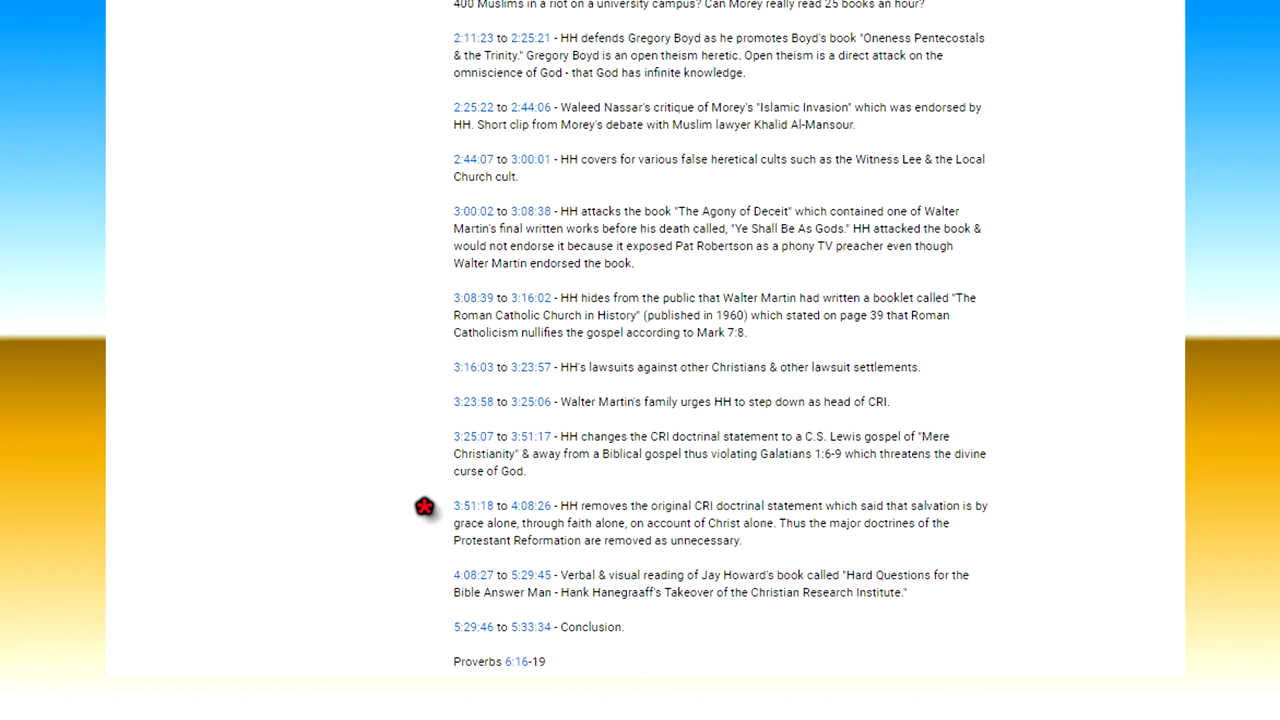 400 Muslims in a riot on a university campus? Can Morey really read 25 books an hour?
2:11:23 to 2:25:21 - HH defends Gregory Boyd as he promotes Boyd's book "Oneness Pentecostals
& the Trinity." Gregory Boyd is an open theism heretic. Open theism is a direct attack on the
omniscience of God - that God has infinite knowledge.
2:25:22 to 2:44:06 - Waleed Nassar's critique of Morey's "Islamic Invasion" which was endorsed by
HH. Short clip from Morey's debate with Muslim lawyer Khalid Al-Mansour.
2:44:07 to 3:00:01 - HH covers for various false heretical cults such as the Witness Lee & the Local
Church cult.
3:00:02 to 3:08:38 - HH attacks the book "The Agony of Deceit" which contained one of Walter
Martin's final written works before his death called, "Ye Shall Be As Gods." HH attacked the book &
would not endorse it because it exposed Pat Robertson as a phony TV preacher even though
Walter Martin endorsed the book.
3:08:39 to 3:16:02 - HH hides from the public that Walter Martin had written a booklet called "The
Roman Catholic Church in History" (published in 1960) which stated on page 39 that Roman
Catholicism nullifies the gospel according to Mark 7:8.
3:16:03 to 3:23:57 - HH's lawsuits against other Christians & other lawsuit settlements.
3:23:58 to 3:25:06 - Walter Martin's family urges HH to step down as head of CRI.
3:25:07 to 3:51:17 - HH changes the CRI doctrinal statement to a C.S. Lewis gospel of "Mere
Christianity" & away from a Biblical gospel thus violating Galatians 1:6-9 which threatens the divine
curse of God.
3:51:18 to 4:08:26 - HH removes the original CRI doctrinal statement which said that salvation is by
grace alone, through faith alone, on account of Christ alone. Thus the major doctrines of the
Protestant Reformation are removed as unnecessary.
4:08:27 to 5:29:45 - Verbal & visual reading of Jay Howard's book called "Hard Questions for the
Bible Answer Man - Hank Hanegraaff's Takeover of the Christian Research Institute."
5:29:46 to 5:33:34 - Conclusion.
Proverbs 6:16-19